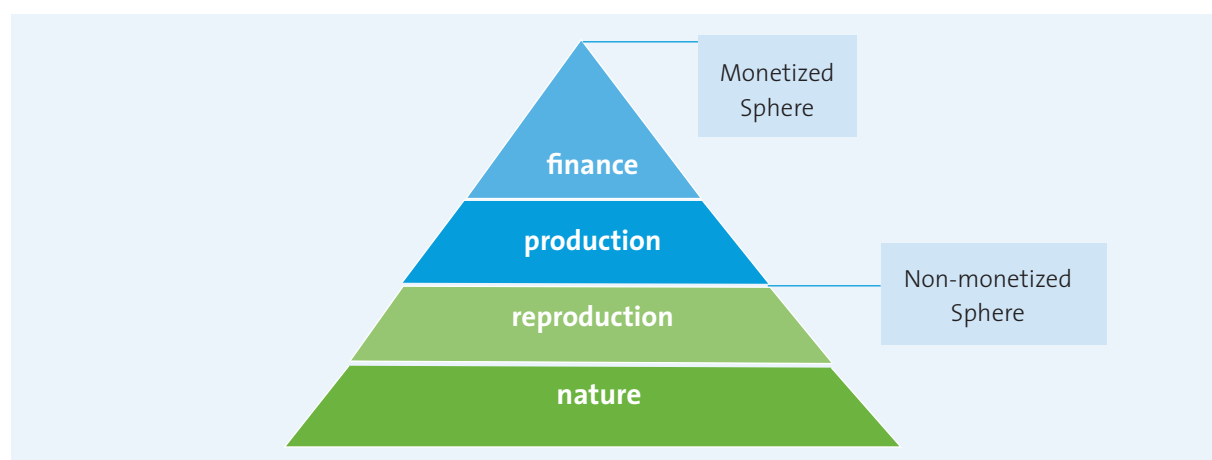 Monetized
Sphere
finance
production
Non-monetized
Sphere
reproduction
nature